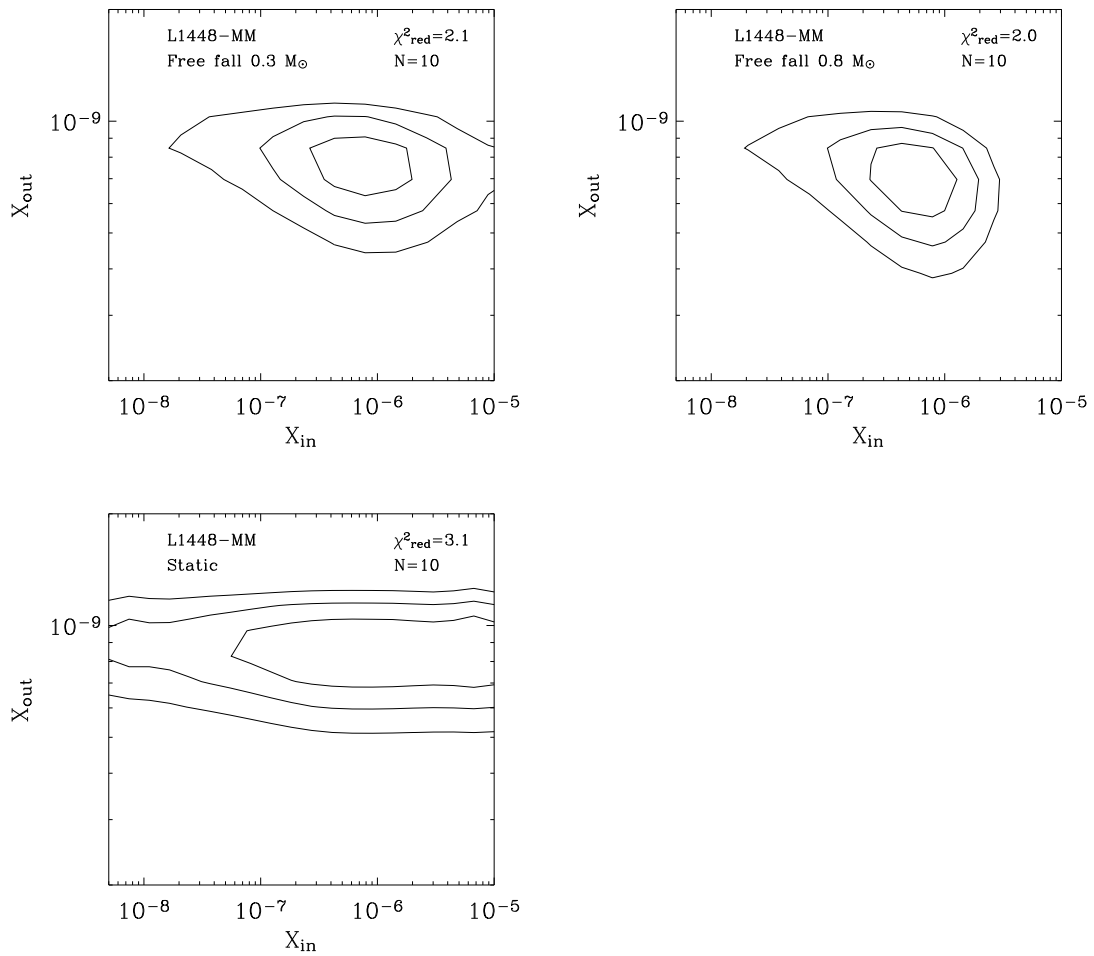 L1448−MM χ²red=2.1
Free fall 0.3 M⊙ N=10
10⁻⁹
Xout
10⁻⁸ 10⁻⁷ 10⁻⁶ 10⁻⁵
Xin
L1448−MM χ²red=2.0
Free fall 0.8 M⊙ N=10
10⁻⁹
Xout
10⁻⁸ 10⁻⁷ 10⁻⁶ 10⁻⁵
Xin
L1448−MM χ²red=3.1
Static N=10
10⁻⁹
Xout
10⁻⁸ 10⁻⁷ 10⁻⁶ 10⁻⁵
Xin